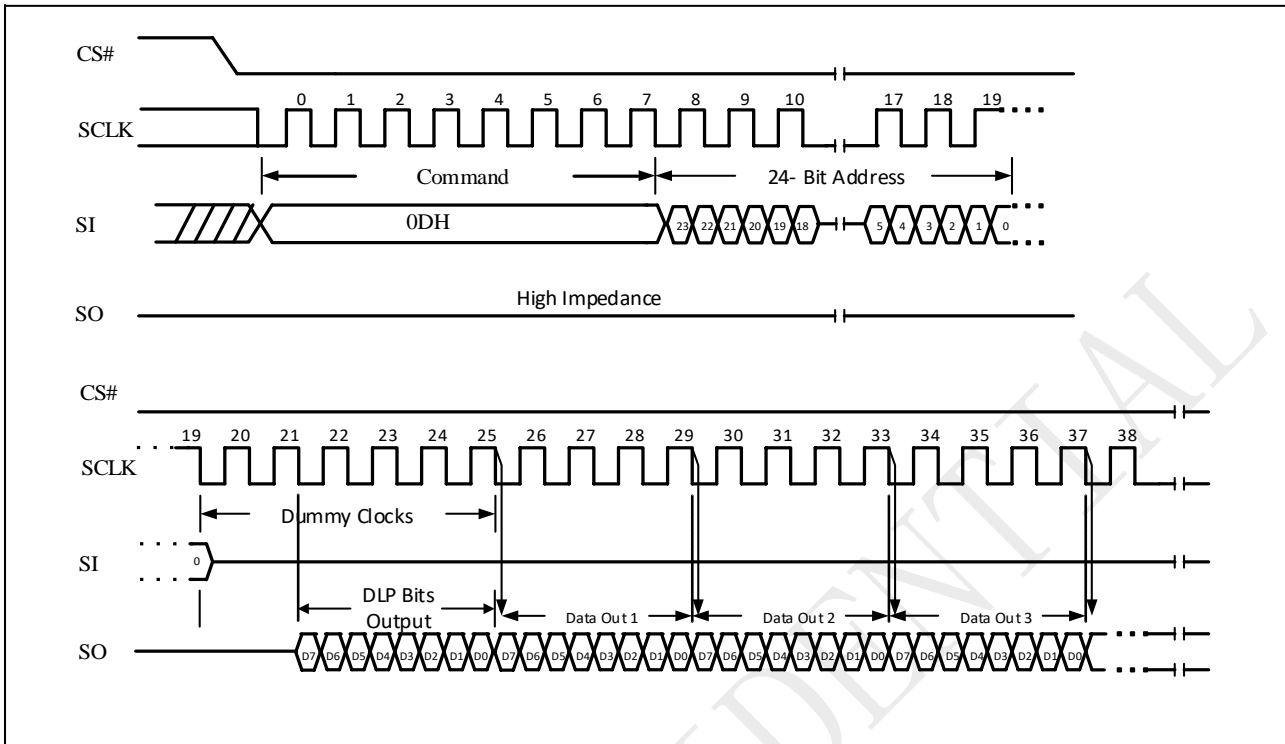 CS#
0 1 2 3 4 5 6 7 8 9 10 17 18 19
SCLK
Command 24- Bit Address
SI 0DH 23 22 21 20 19 18 5 4 3 2 1 0
High Impedance
SO
CS#
19 20 21 22 23 24 25 26 27 28 29 30 31 32 33 34 35 36 37 38
SCLK
Dummy Clocks
SI 0
DLP Bits
Output Data Out 1 Data Out 2 Data Out 3
SO D7 D6 D5 D4 D3 D2 D1 D0 D7 D6 D5 D4 D3 D2 D1 D0 D7 D6 D5 D4 D3 D2 D1 D0 D7 D6 D5 D4 D3 D2 D1 D0
DENTIAL